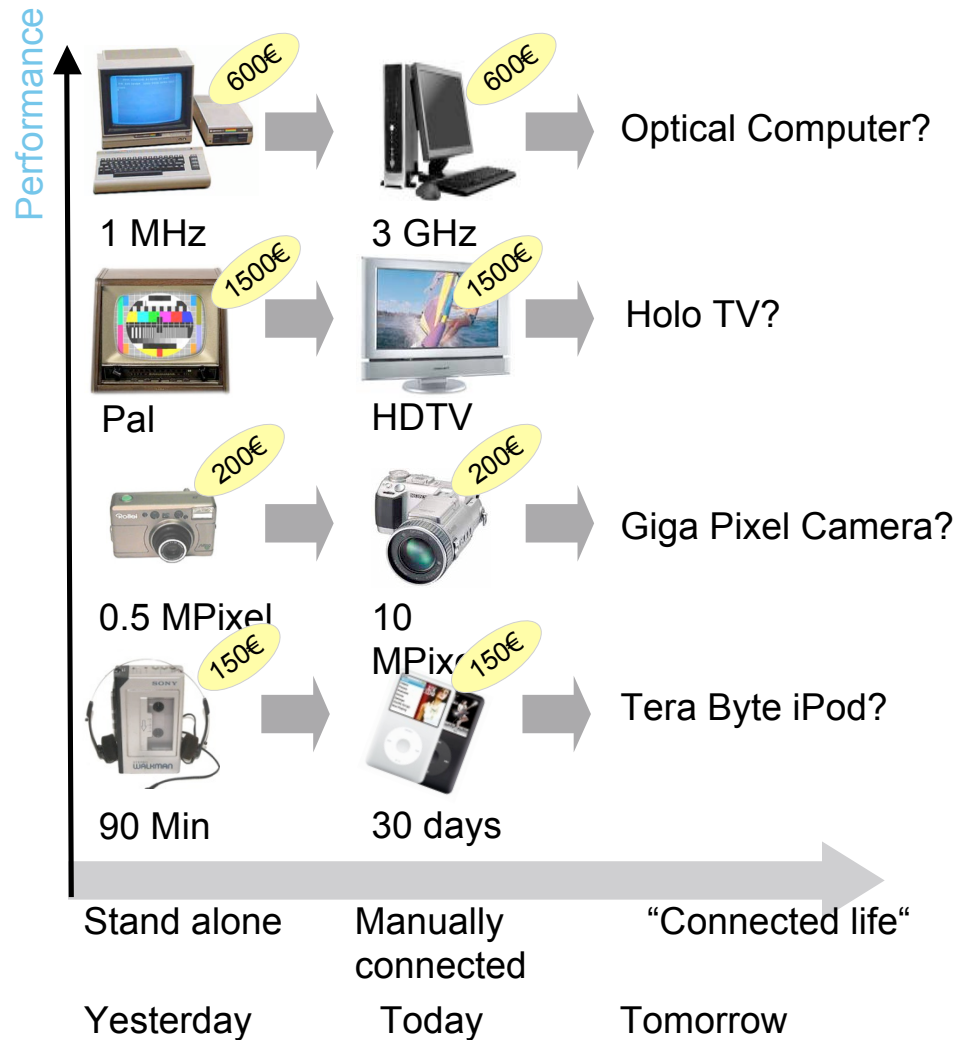 Performance
600€
600€
Optical Computer?
1 MHz
3 GHz
1500€
1500€
Holo TV?
Pal
HDTV
200€
200€
Rollei
Giga Pixel Camera?
0.5 MPixel
10
MPixel
150€
150€
SONY
WALKMAN
Tera Byte iPod?
90 Min
30 days
Stand alone
Manually
connected
“Connected life“
Yesterday
Today
Tomorrow